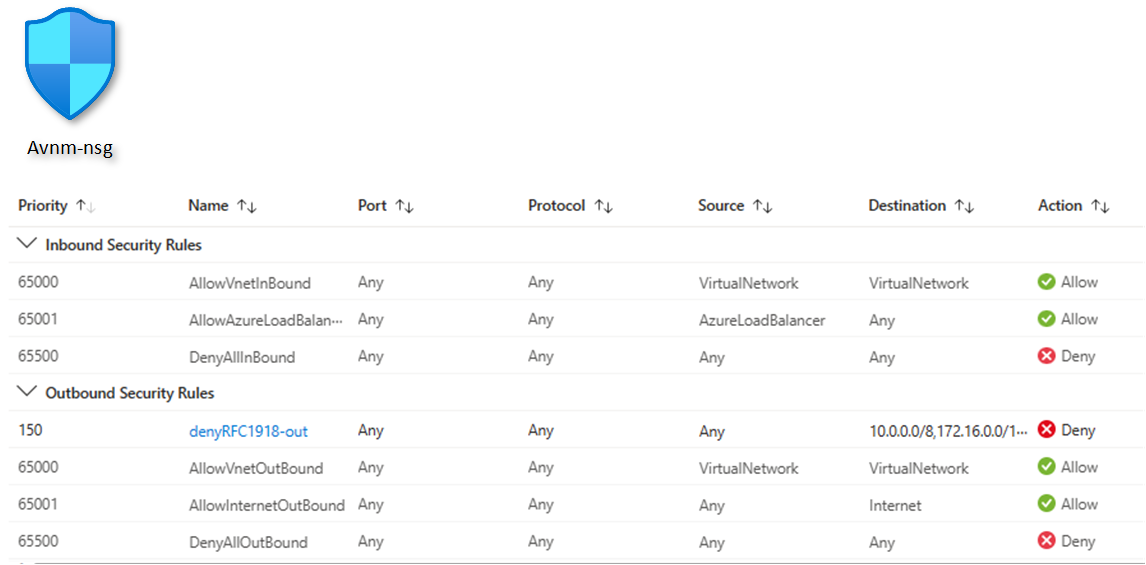 Avnm-nsg
Priority Name Port Protocol Source Destination Action
Inbound Security Rules
65000 AllowVnetInBound Any Any VirtualNetwork VirtualNetwork Allow
65001 AllowAzureLoadBalan··· Any Any AzureLoadBalancer Any Allow
65500 DenyAllInBound Any Any Any Any Deny
Outbound Security Rules
150 denyRFC1918-out Any Any Any 10.0.0.0/8,172.16.0.0/1··· Deny
65000 AllowVnetOutBound Any Any VirtualNetwork VirtualNetwork Allow
65001 AllowInternetOutBound Any Any Any Internet Allow
65500 DenyAllOutBound Any Any Any Any Deny